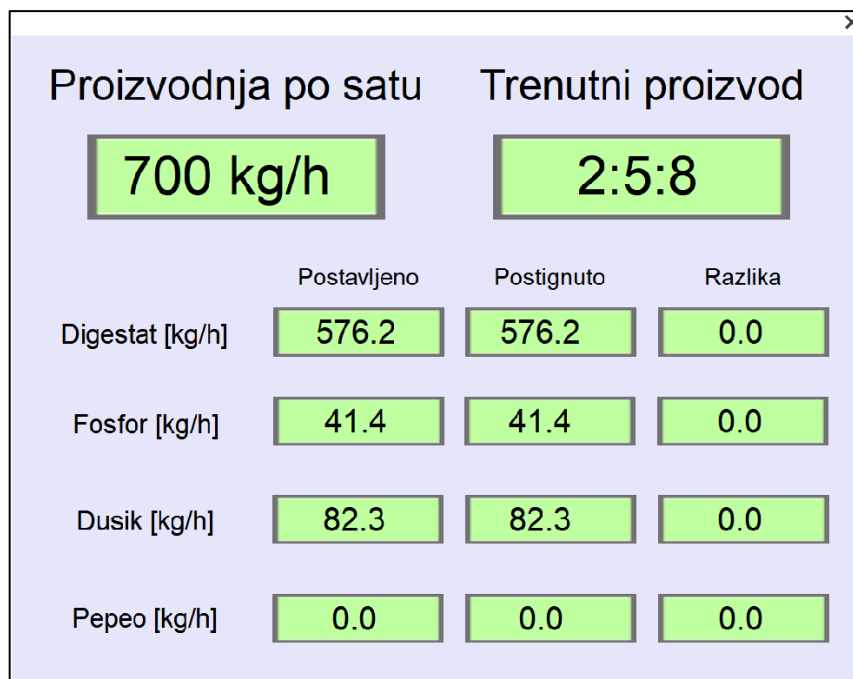 Proizvodnja po satu Trenutni proizvod
700 kg/h 2:5:8
Postavljeno Postignuto Razlika
Digestat [kg/h] 576.2 576.2 0.0
Fosfor [kg/h] 41.4 41.4 0.0
Dusik [kg/h] 82.3 82.3 0.0
Pepeo [kg/h] 0.0 0.0 0.0